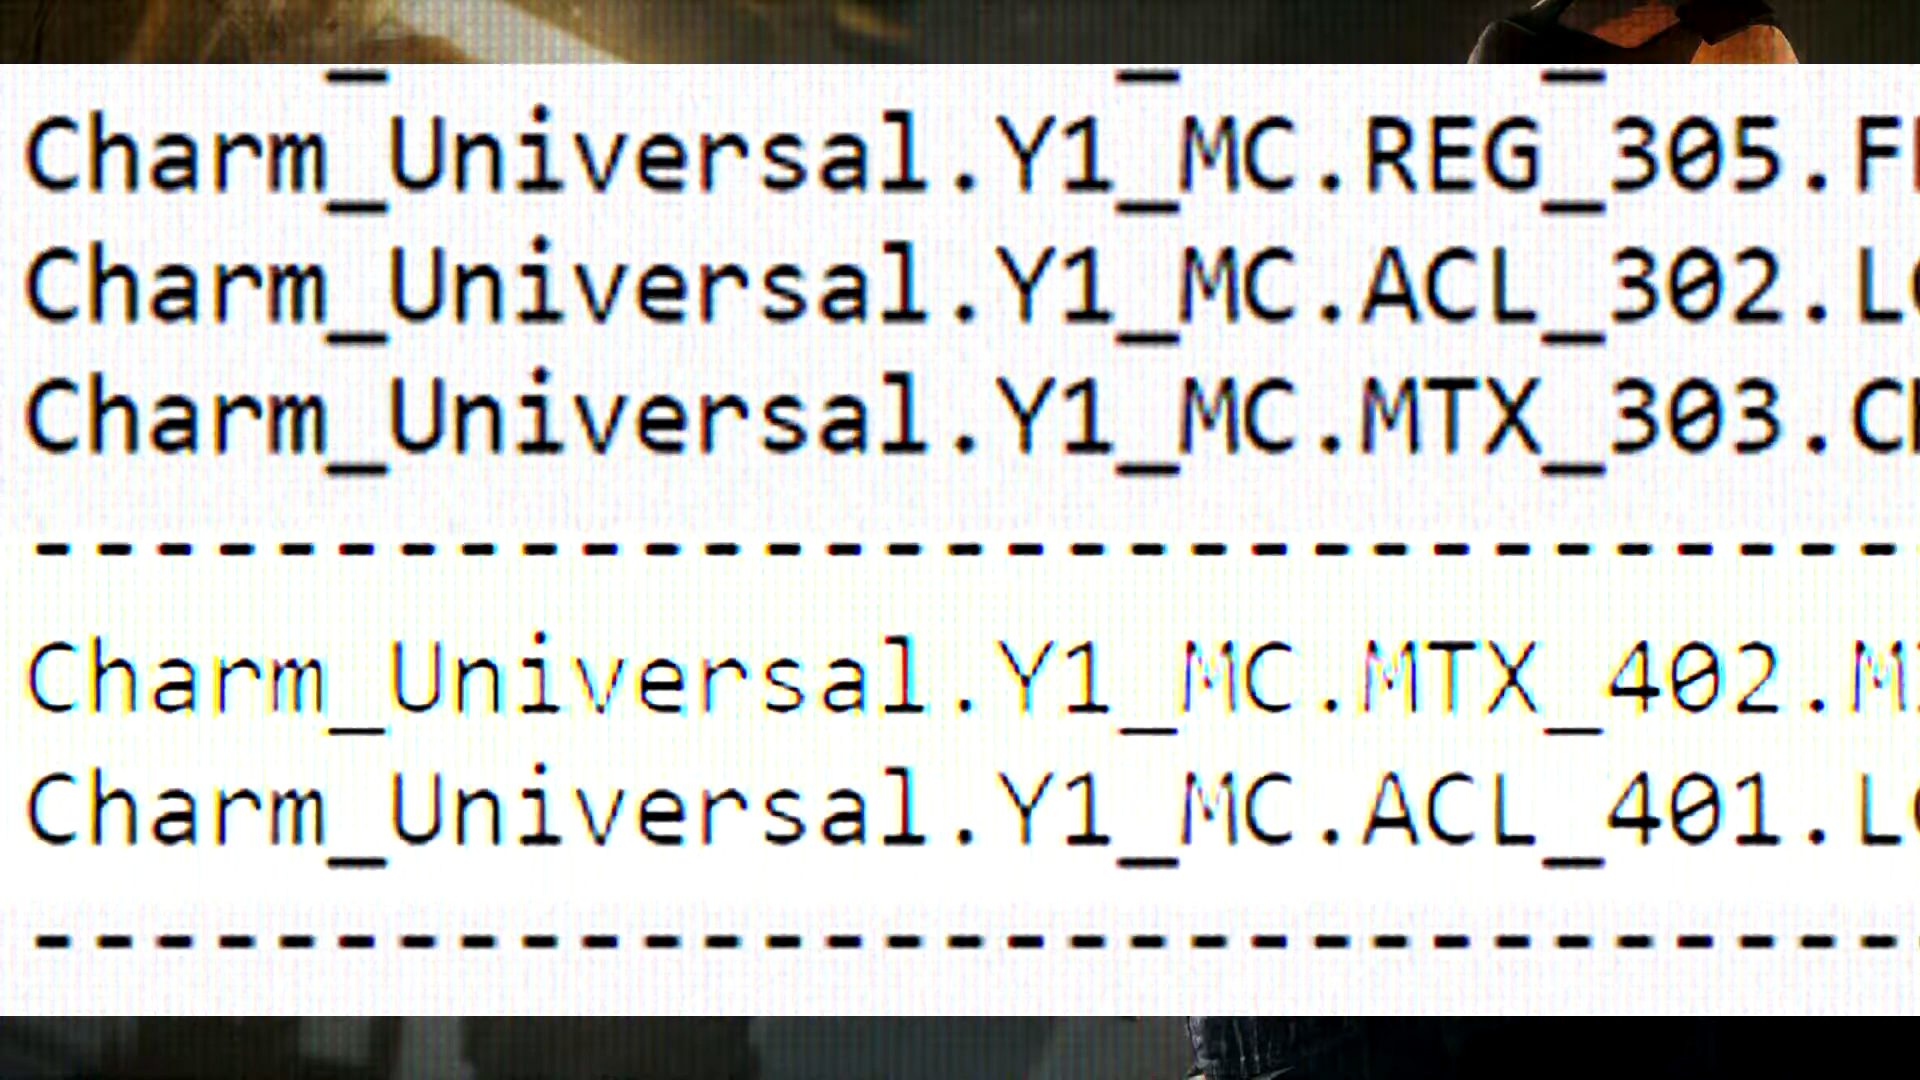 Charm_Universal.Y1_MC.REG_305.F
Charm_Universal.Y1_MC.ACL_302.L
Charm_Universal.Y1_MC.MTX_303.C
--------------------------------
Charm_Universal.Y1_MC.MTX_402.M
Charm_Universal.Y1_MC.ACL_401.L
--------------------------------